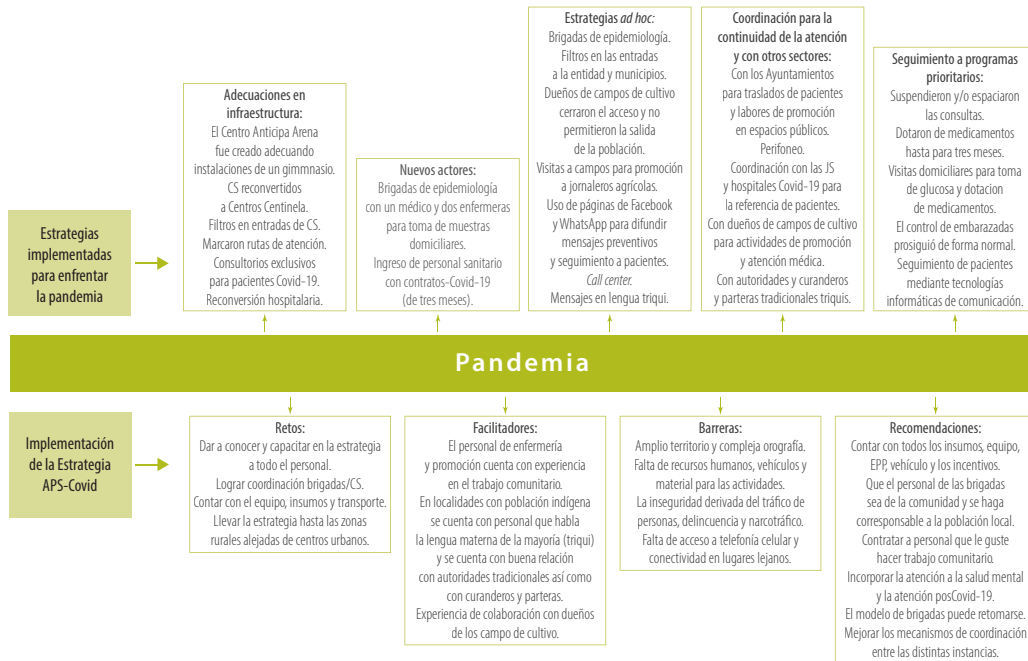 Estrategias
implementadas
para enfrentar
la pandemia
Adecuaciones en
infraestructura:
El Centro Anticipa Arena
fue creado adecuando
instalaciones de un gimmnasio.
CS reconvertidos
a Centros Centinela.
Filtros en entradas de CS.
Marcaron rutas de atención.
Consultorios exclusivos
para pacientes Covid-19.
Reconversión hospitalaria.
Nuevos actores:
Brigadas de epidemiología
con un médico y dos enfermeras
para toma de muestras
domiciliares.
Ingreso de personal sanitario
con contratos-Covid-19
(de tres meses).
Estrategias ad hoc:
Brigadas de epidemiología.
Filtros en las entradas
a la entidad y municipios.
Dueños de campos de cultivo
cerraron el acceso y no
permitieron la salida
de la población.
Visitas a campos para promoción
a jornaleros agrícolas.
Uso de páginas de Facebook
y WhatsApp para difundir
mensajes preventivos
y seguimiento a pacientes.
Call center.
Mensajes en lengua triqui.
Coordinación para la
continuidad de la atención
y con otros sectores:
Con los Ayuntamientos
para traslados de pacientes
y labores de promoción
en espacios públicos.
Perifoneo.
Coordinación con las JS
y hospitales Covid-19 para
la referencia de pacientes.
Con dueños de campos de cultivo
para actividades de promoción
y atención médica.
Con autoridades y curanderos
y parteras tradicionales triquis.
Seguimiento a programas
prioritarios:
Suspendieron y/o espaciaron
las consultas.
Dotaron de medicamentos
hasta para tres meses.
Visitas domiciliares para toma
de glucosa y dotacion
de medicamentos.
El control de embarazadas
prosiguió de forma normal.
Seguimiento de pacientes
mediante tecnologías
informáticas de comunicación.
Pandemia
Implementación
de la Estrategia
APS-Covid
Retos:
Dar a conocer y capacitar en la estrategia
a todo el personal.
Lograr coordinación brigadas/CS.
Contar con el equipo, insumos y transporte.
Llevar la estrategia hasta las zonas
rurales alejadas de centros urbanos.
Facilitadores:
El personal de enfermería
y promoción cuenta con experiencia
en el trabajo comunitario.
En localidades con población indígena
se cuenta con personal que habla
la lengua materna de la mayoría (triqui)
y se cuenta con buena relación
con autoridades tradicionales así como
con curanderos y parteras.
Experiencia de colaboración con dueños
de los campo de cultivo.
Barreras:
Amplio territorio y compleja orografía.
Falta de recursos humanos, vehículos y
material para las actividades.
La inseguridad derivada del tráfico de
personas, delincuencia y narcotráfico.
Falta de acceso a telefonía celular y
conectividad en lugares lejanos.
Recomendaciones:
Contar con todos los insumos, equipo,
EPP, vehículo y los incentivos.
Que el personal de las brigadas
sea de la comunidad y se haga
corresponsable a la población local.
Contratar a personal que le guste
hacer trabajo comunitario.
Incorporar la atención a la salud mental
y la atención posCovid-19.
El modelo de brigadas puede retomarse.
Mejorar los mecanismos de coordinación
entre las distintas instancias.